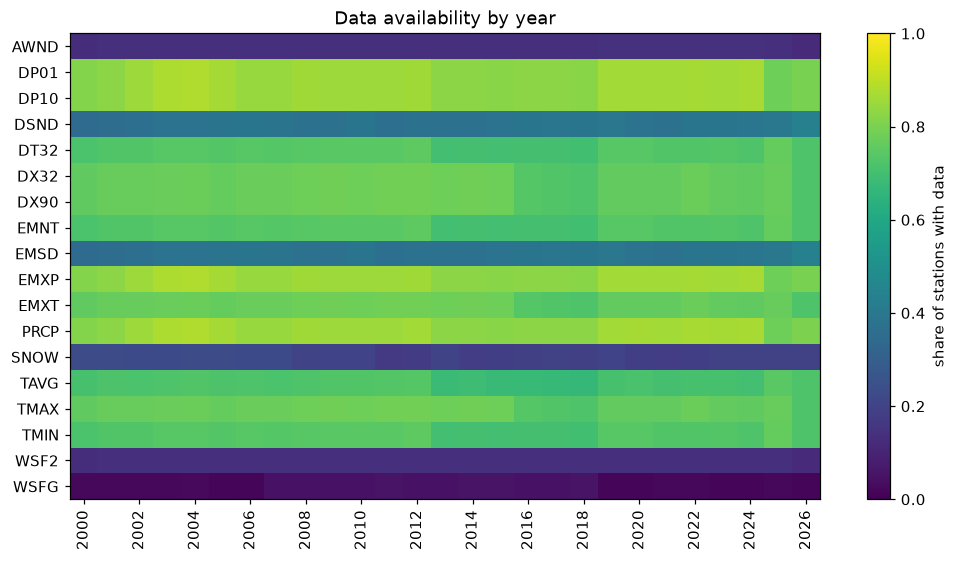 Data availability by year
AWND
DP01
DP10
DSND
DT32
DX32
DX90
EMNT
EMSD
EMXP
EMXT
PRCP
SNOW
TAVG
TMAX
TMIN
WSF2
WSFG
2000
2002
2004
2006
2008
2010
2012
2014
2016
2018
2020
2022
2024
2026
1.0
0.8
0.6
0.4
0.2
0.0
share of stations with data